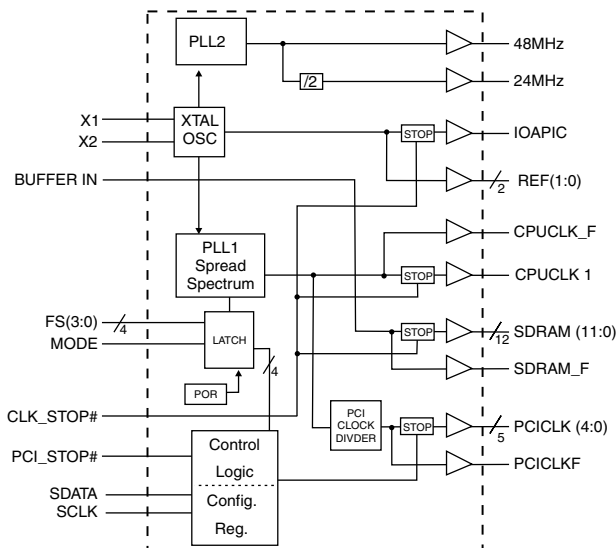 PLL2
48MHz
/2
24MHz
X1
X2
XTAL
OSC
STOP
IOAPIC
BUFFER IN
2
REF(1:0)
CPUCLK_F
PLL1
Spread
Spectrum
STOP
CPUCLK 1
FS(3:0)
4
MODE
LATCH
STOP
12
SDRAM (11:0)
4
SDRAM_F
POR
CLK_STOP#
PCI
CLOCK
DIVDER
STOP
5
PCICLK (4:0)
PCI_STOP#
Control
Logic
PCICLKF
SDATA
SCLK
Config.
Reg.